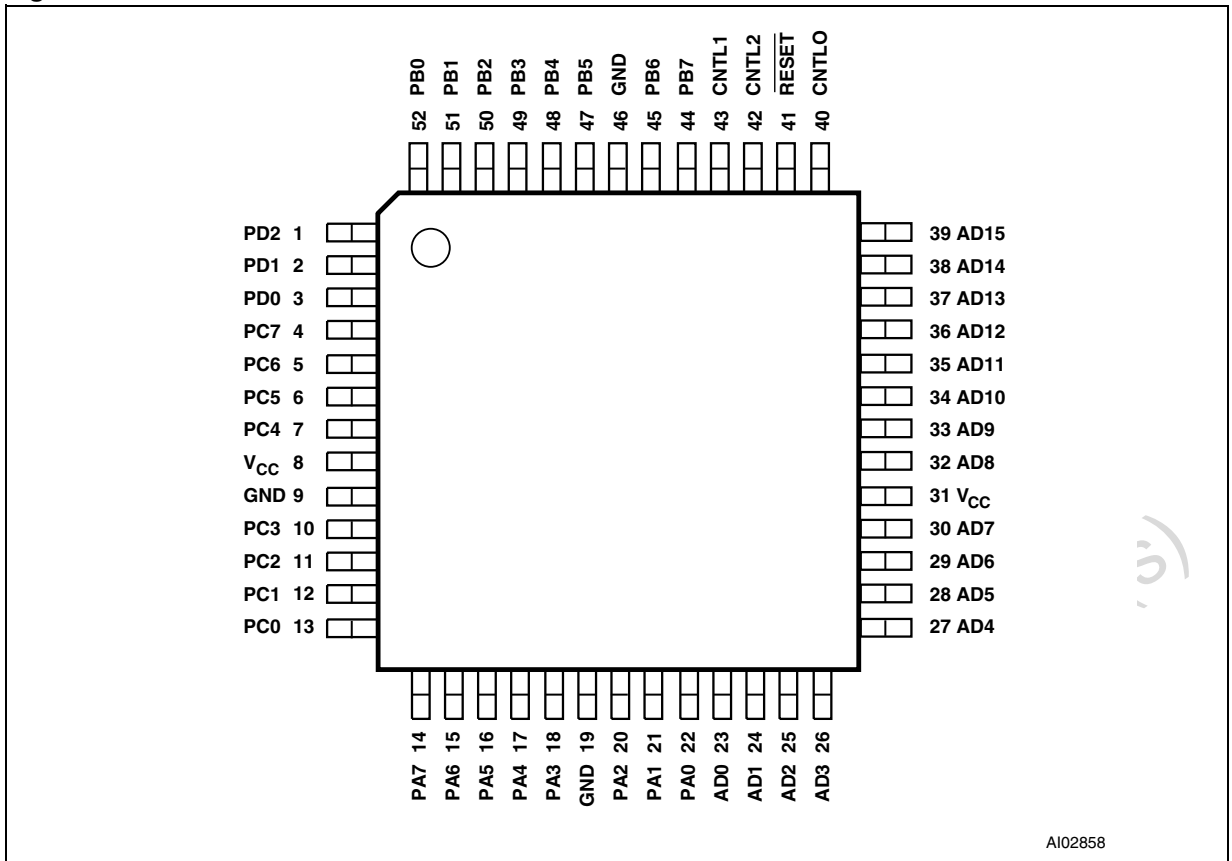 52 PB0
51 PB1
50 PB2
49 PB3
48 PB4
47 PB5
46 GND
45 PB6
44 PB7
43 CNTL1
42 CNTL2
41 RESET
40 CNTLO
PD2 1
PD1 2
PD0 3
PC7 4
PC6 5
PC5 6
PC4 7
VCC 8
GND 9
PC3 10
PC2 11
PC1 12
PC0 13
39 AD15
38 AD14
37 AD13
36 AD12
35 AD11
34 AD10
33 AD9
32 AD8
31 VCC
30 AD7
29 AD6
28 AD5
27 AD4
PA7 14
PA6 15
PA5 16
PA4 17
PA3 18
GND 19
PA2 20
PA1 21
PA0 22
AD0 23
AD1 24
AD2 25
AD3 26
AI02858